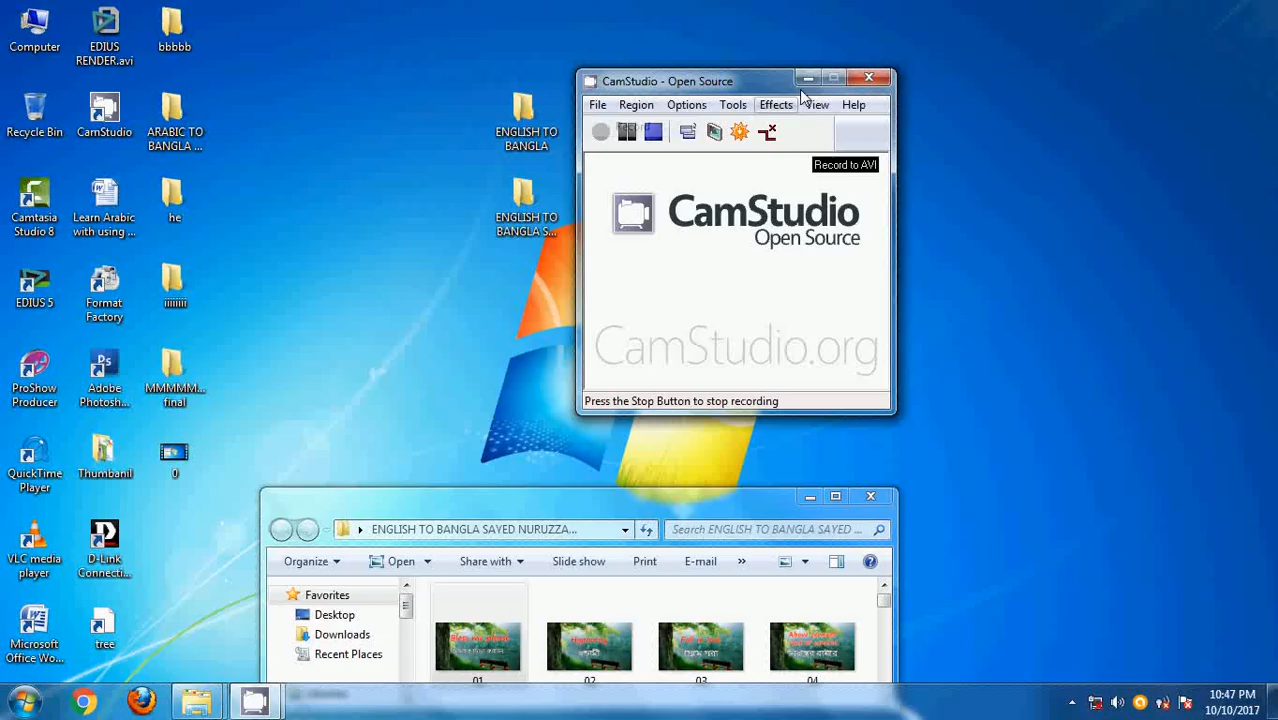 Computer
EDIUS
RENDER.avi
bbbbb
Recycle Bin
CamStudio
ARABIC TO
BANGLA ...
Camtasia
Studio 8
Learn Arabic
with using ...
he
EDIUS 5
Format
Factory
iiiiiiii
ProShow
Producer
Adobe
Photosh...
MMMMM...
final
QuickTime
Player
Thumbanil
0
VLC media
player
D-Link
Connecti...
Microsoft
Office Wo...
tree
ENGLISH TO
BANGLA
ENGLISH TO
BANGLA S...
CamStudio - Open Source
File Region Options Tools Effects View Help
Record to AVI
CamStudio
Open Source
CamStudio.org
Press the Stop Button to stop recording
ENGLISH TO BANGLA SAYED NURUZZA...
Search ENGLISH TO BANGLA SAYED ...
Organize Open Share with Slide show Print E-mail »
Favorites
Desktop
Downloads
Recent Places
01 02 03 04
10:47 PM
10/10/2017